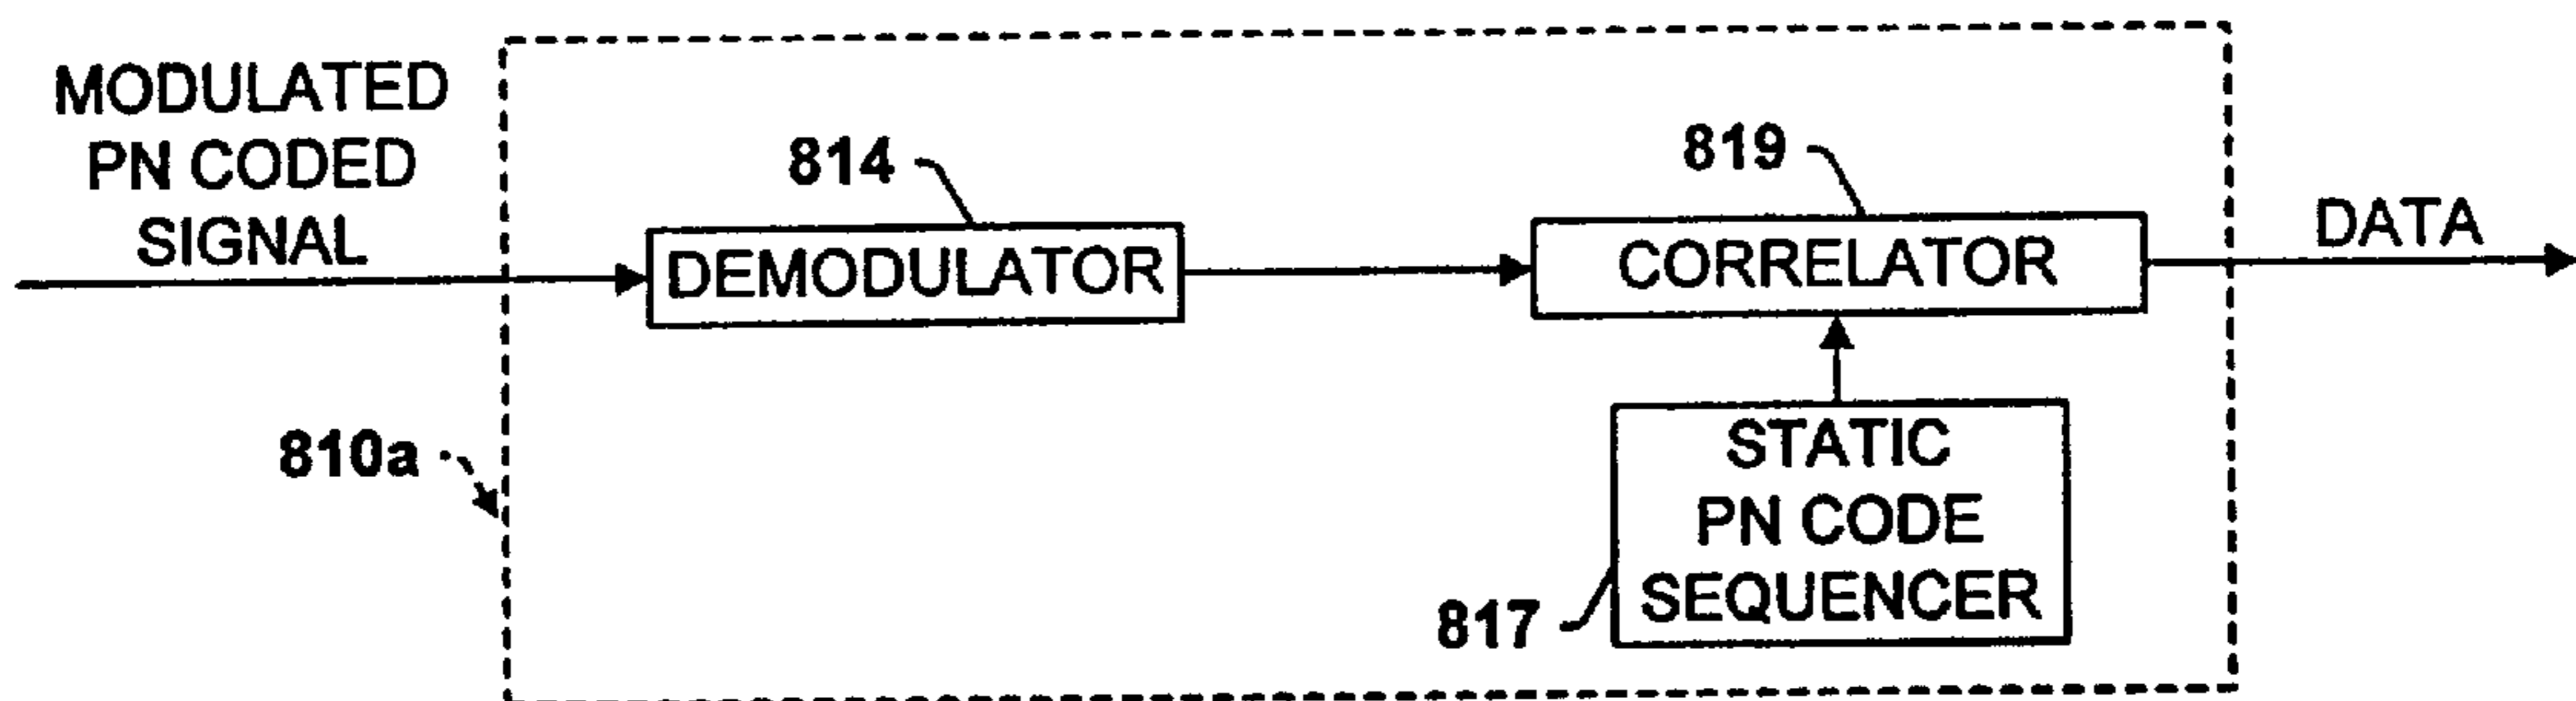 MODULATED
PN CODED
SIGNAL
814
DEMODULATOR
819
CORRELATOR
DATA
810a
STATIC
PN CODE
SEQUENCER
817